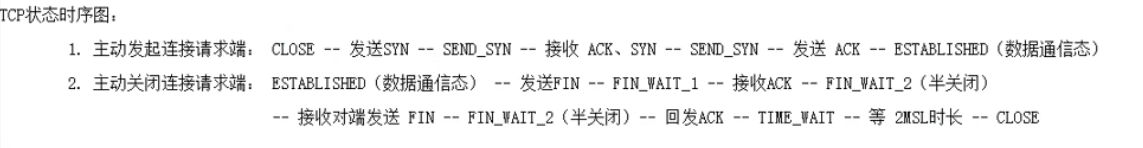 TCP状态时序图：
1. 主动发起连接请求端： CLOSE -- 发送SYN -- SEND_SYN -- 接收 ACK、SYN -- SEND_SYN -- 发送 ACK -- ESTABLISHED（数据通信态）
2. 主动关闭连接请求端： ESTABLISHED（数据通信态） -- 发送FIN -- FIN_WAIT_1 -- 接收ACK -- FIN_WAIT_2（半关闭）
-- 接收对端发送 FIN -- FIN_WAIT_2（半关闭）-- 回发ACK -- TIME_WAIT -- 等 2MSL时长 -- CLOSE